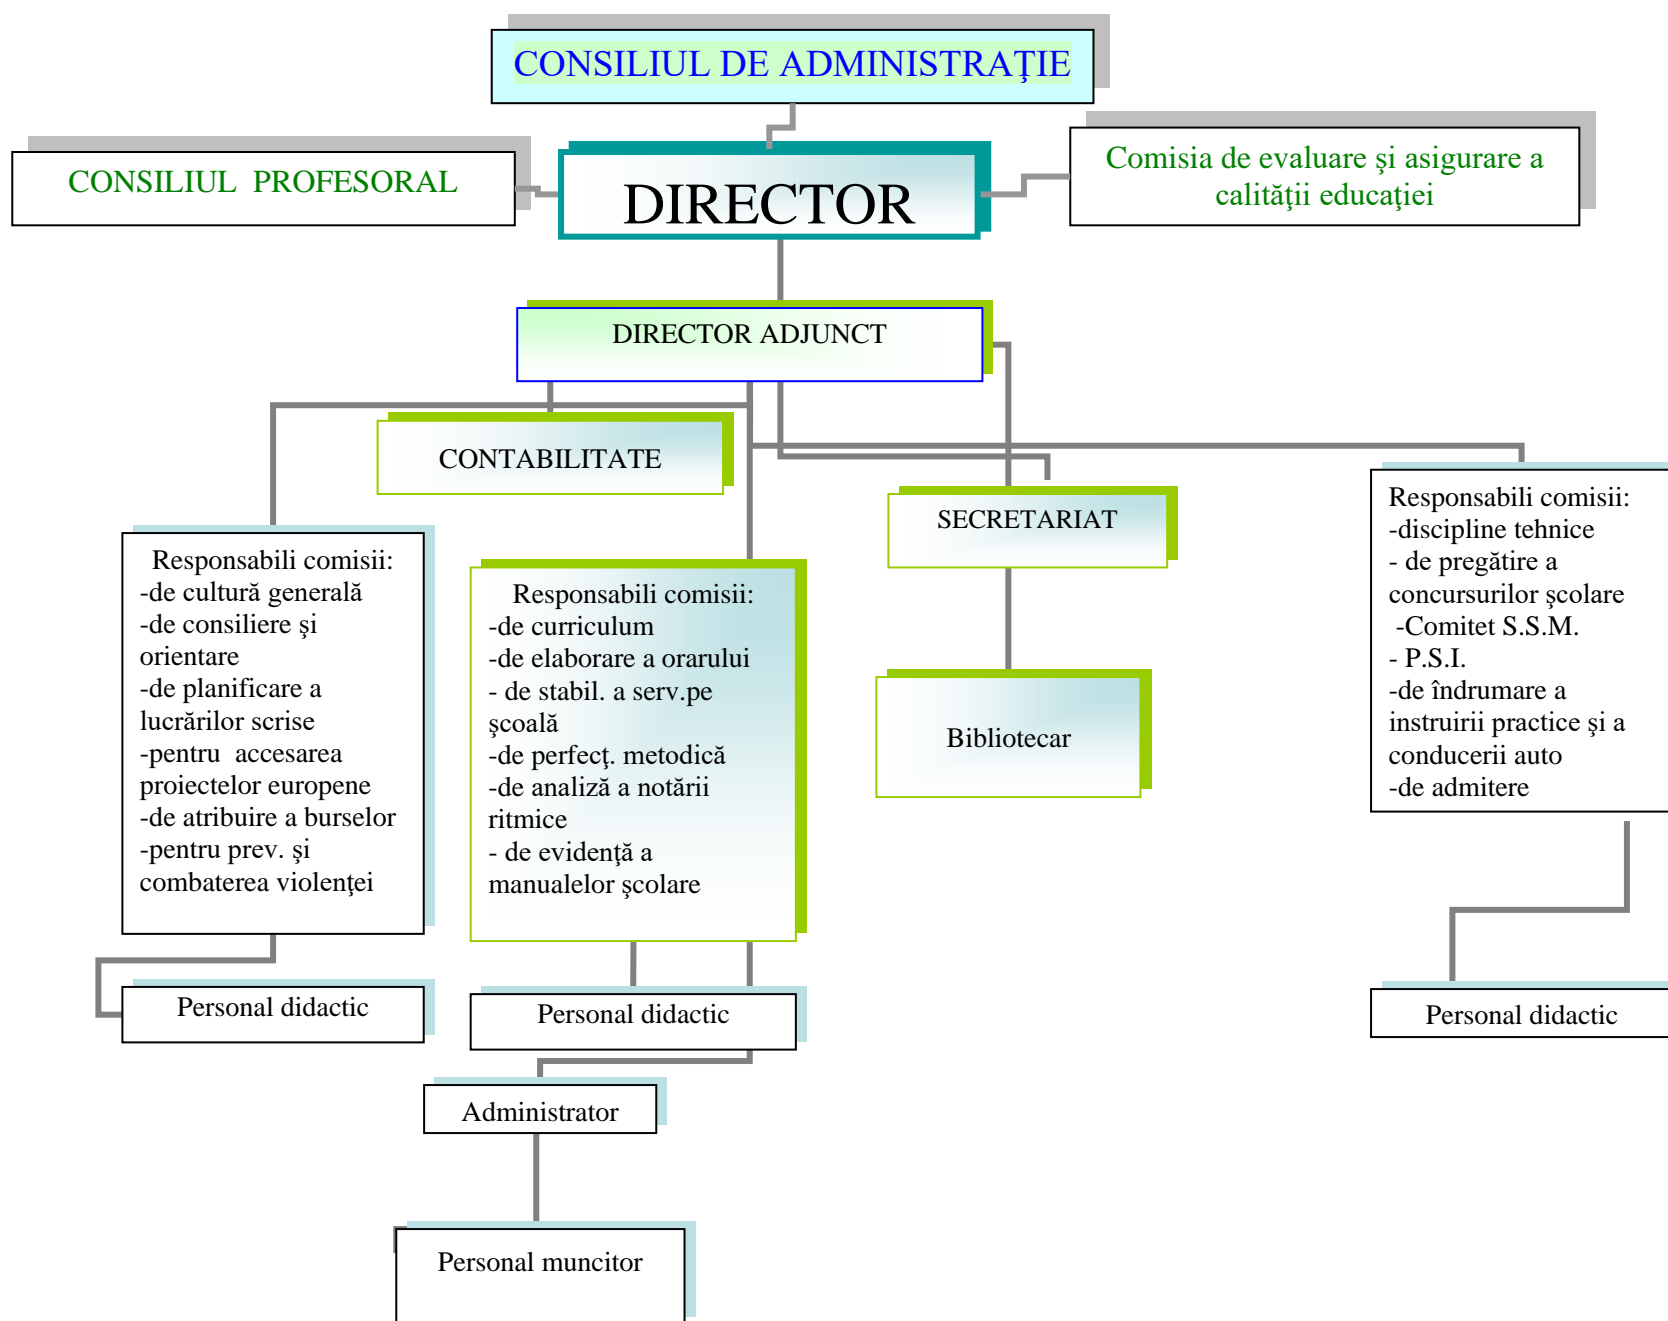 CONSILIUL DE ADMINISTRAŢIE
CONSILIUL PROFESORAL
DIRECTOR
Comisia de evaluare şi asigurare a
calităţii educaţiei
DIRECTOR ADJUNCT
CONTABILITATE
SECRETARIAT
Responsabili comisii:
-de cultură generală
-de consiliere şi
orientare
-de planificare a
lucrărilor scrise
-pentru accesarea
proiectelor europene
-de atribuire a burselor
-pentru prev. şi
combaterea violenţei
Responsabili comisii:
-de curriculum
-de elaborare a orarului
- de stabil. a serv.pe
şcoală
-de perfecţ. metodică
-de analiză a notării
ritmice
- de evidenţă a
manualelor şcolare
Bibliotecar
Responsabili comisii:
-discipline tehnice
- de pregătire a
concursurilor şcolare
-Comitet S.S.M.
- P.S.I.
-de îndrumare a
instruirii practice şi a
conducerii auto
-de admitere
Personal didactic
Personal didactic
Personal didactic
Administrator
Personal muncitor